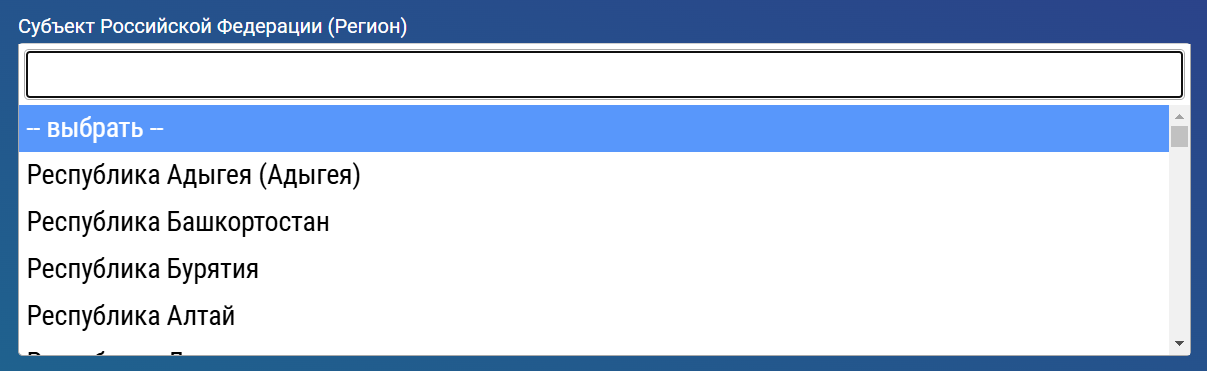 Субъект Российской Федерации (Регион)
-- выбрать --
Республика Адыгея (Адыгея)
Республика Башкортостан
Республика Бурятия
Республика Алтай